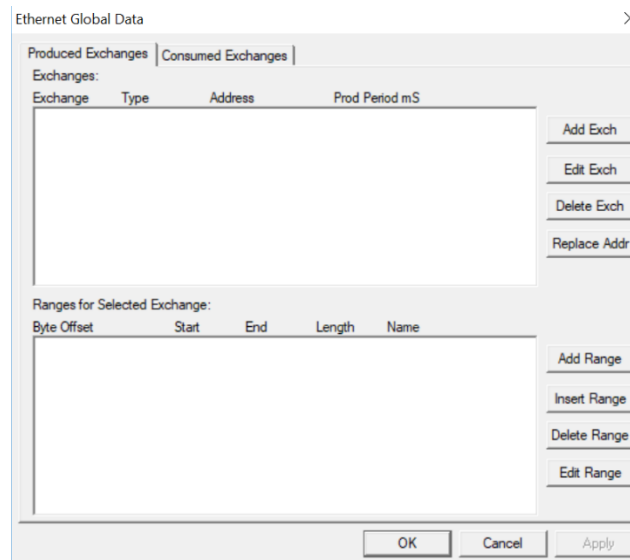 Ethernet Global Data
Produced Exchanges Consumed Exchanges
Exchanges:
Exchange Type Address Prod Period mS
Add Exch
Edit Exch
Delete Exch
Replace Addr
Ranges for Selected Exchange:
Byte Offset Start End Length Name
Add Range
Insert Range
Delete Range
Edit Range
OK Cancel Apply